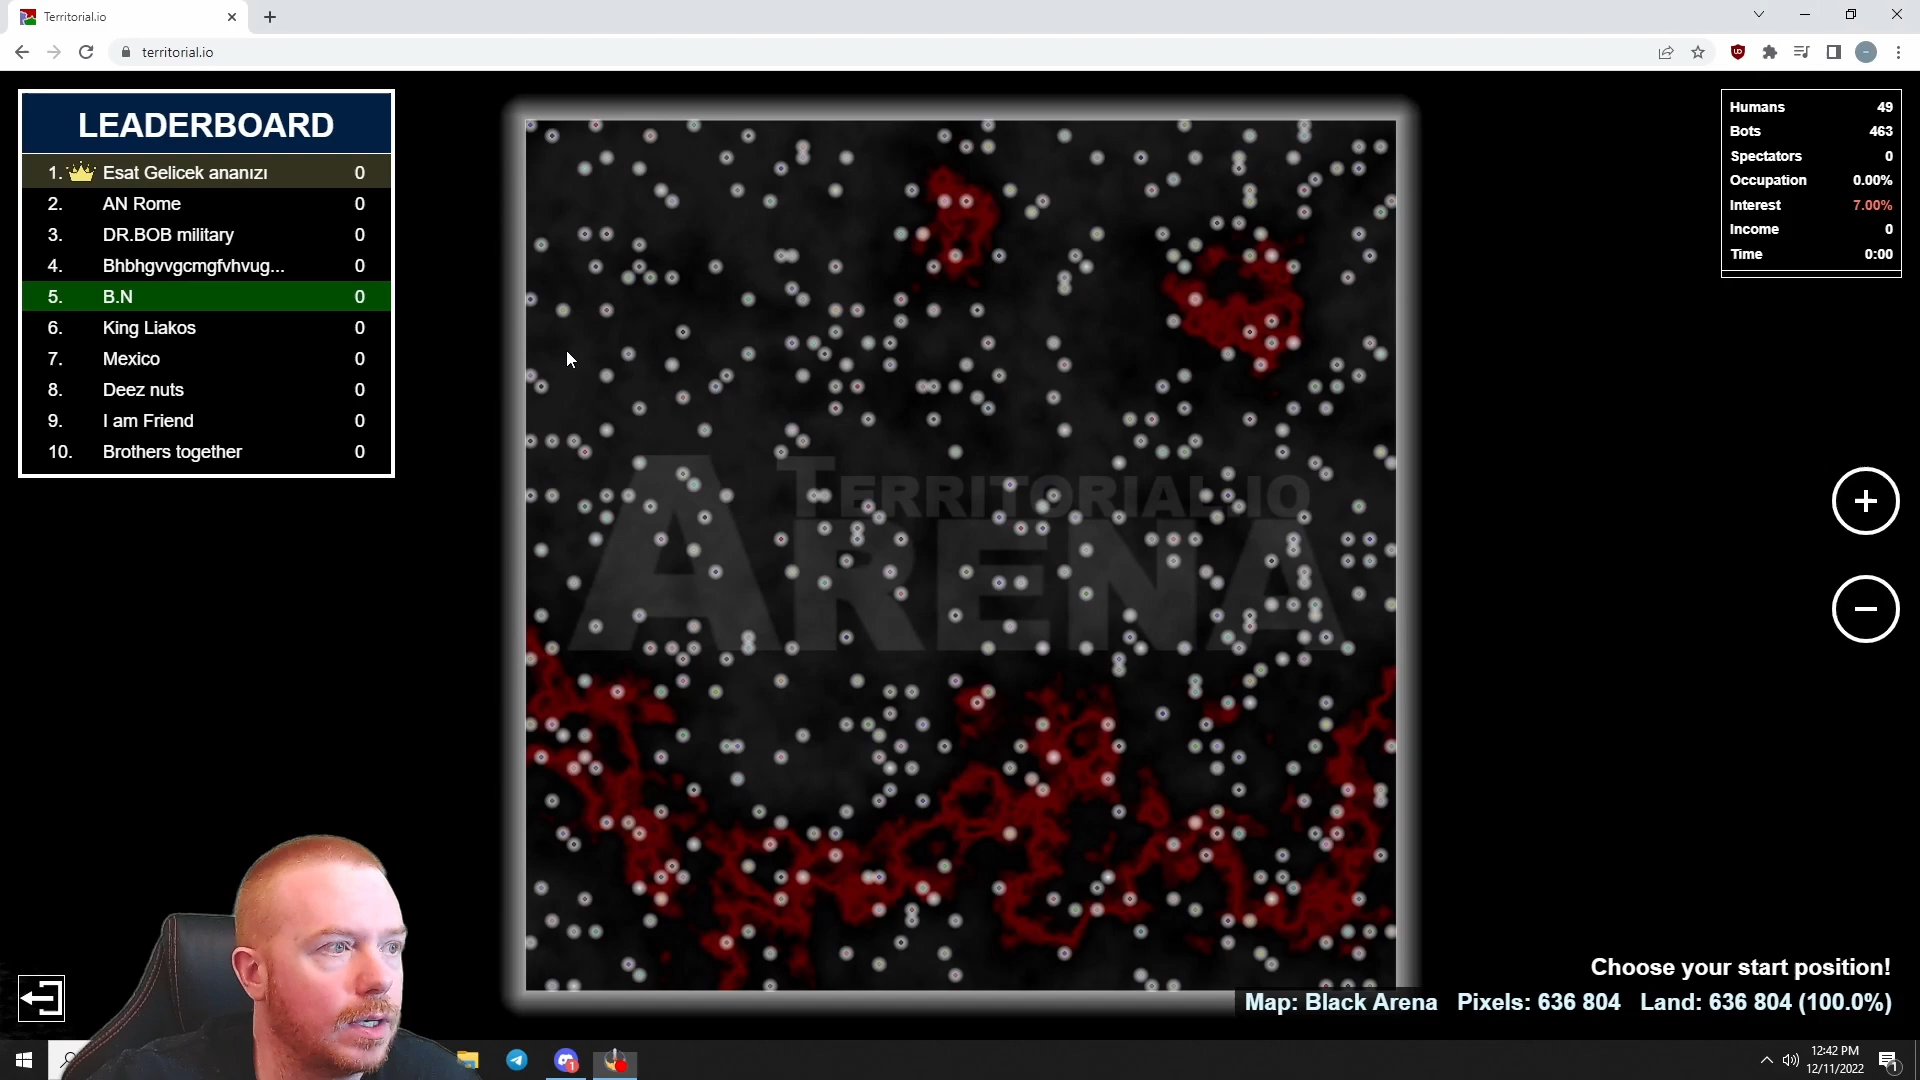 Territorial.io
territorial.io
LEADERBOARD
1. Esat Gelicek ananızı 0
2. AN Rome 0
3. DR.BOB military 0
4. Bhbhgvvgcmgfvhvug... 0
5. B.N 0
6. King Liakos 0
7. Mexico 0
8. Deez nuts 0
9. I am Friend 0
10. Brothers together 0
Humans 49
Bots 463
Spectators 0
Occupation 0.00%
Interest 7.00%
Income 0
Time 0:00
TERRITORIAL.IO
ARENA
Choose your start position!
Map: Black Arena Pixels: 636 804 Land: 636 804 (100.0%)
12:42 PM
12/11/2022